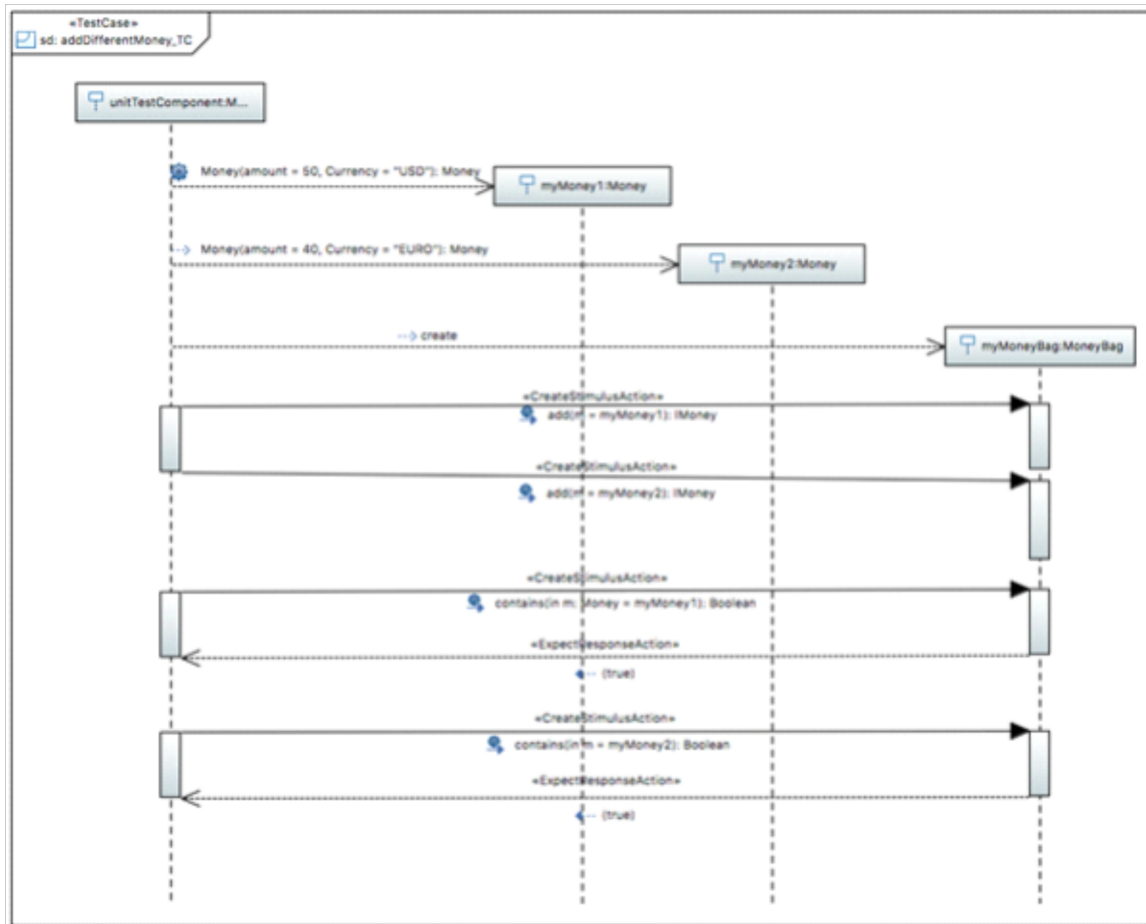 «TestCase»
sd: addDifferentMoney_TC
unitTestComponent:M...
Money(amount = 50, Currency = "USD"): Money
myMoney1:Money
Money(amount = 40, Currency = "EURO"): Money
myMoney2:Money
create
myMoneyBag:MoneyBag
«CreateStimulusAction»
add(m = myMoney1): IMoney
«CreateStimulusAction»
add(m = myMoney2): IMoney
«CreateStimulusAction»
contains(in m: Money = myMoney1): Boolean
«ExpectResponseAction»
(true)
«CreateStimulusAction»
contains(in m = myMoney2): Boolean
«ExpectResponseAction»
(true)